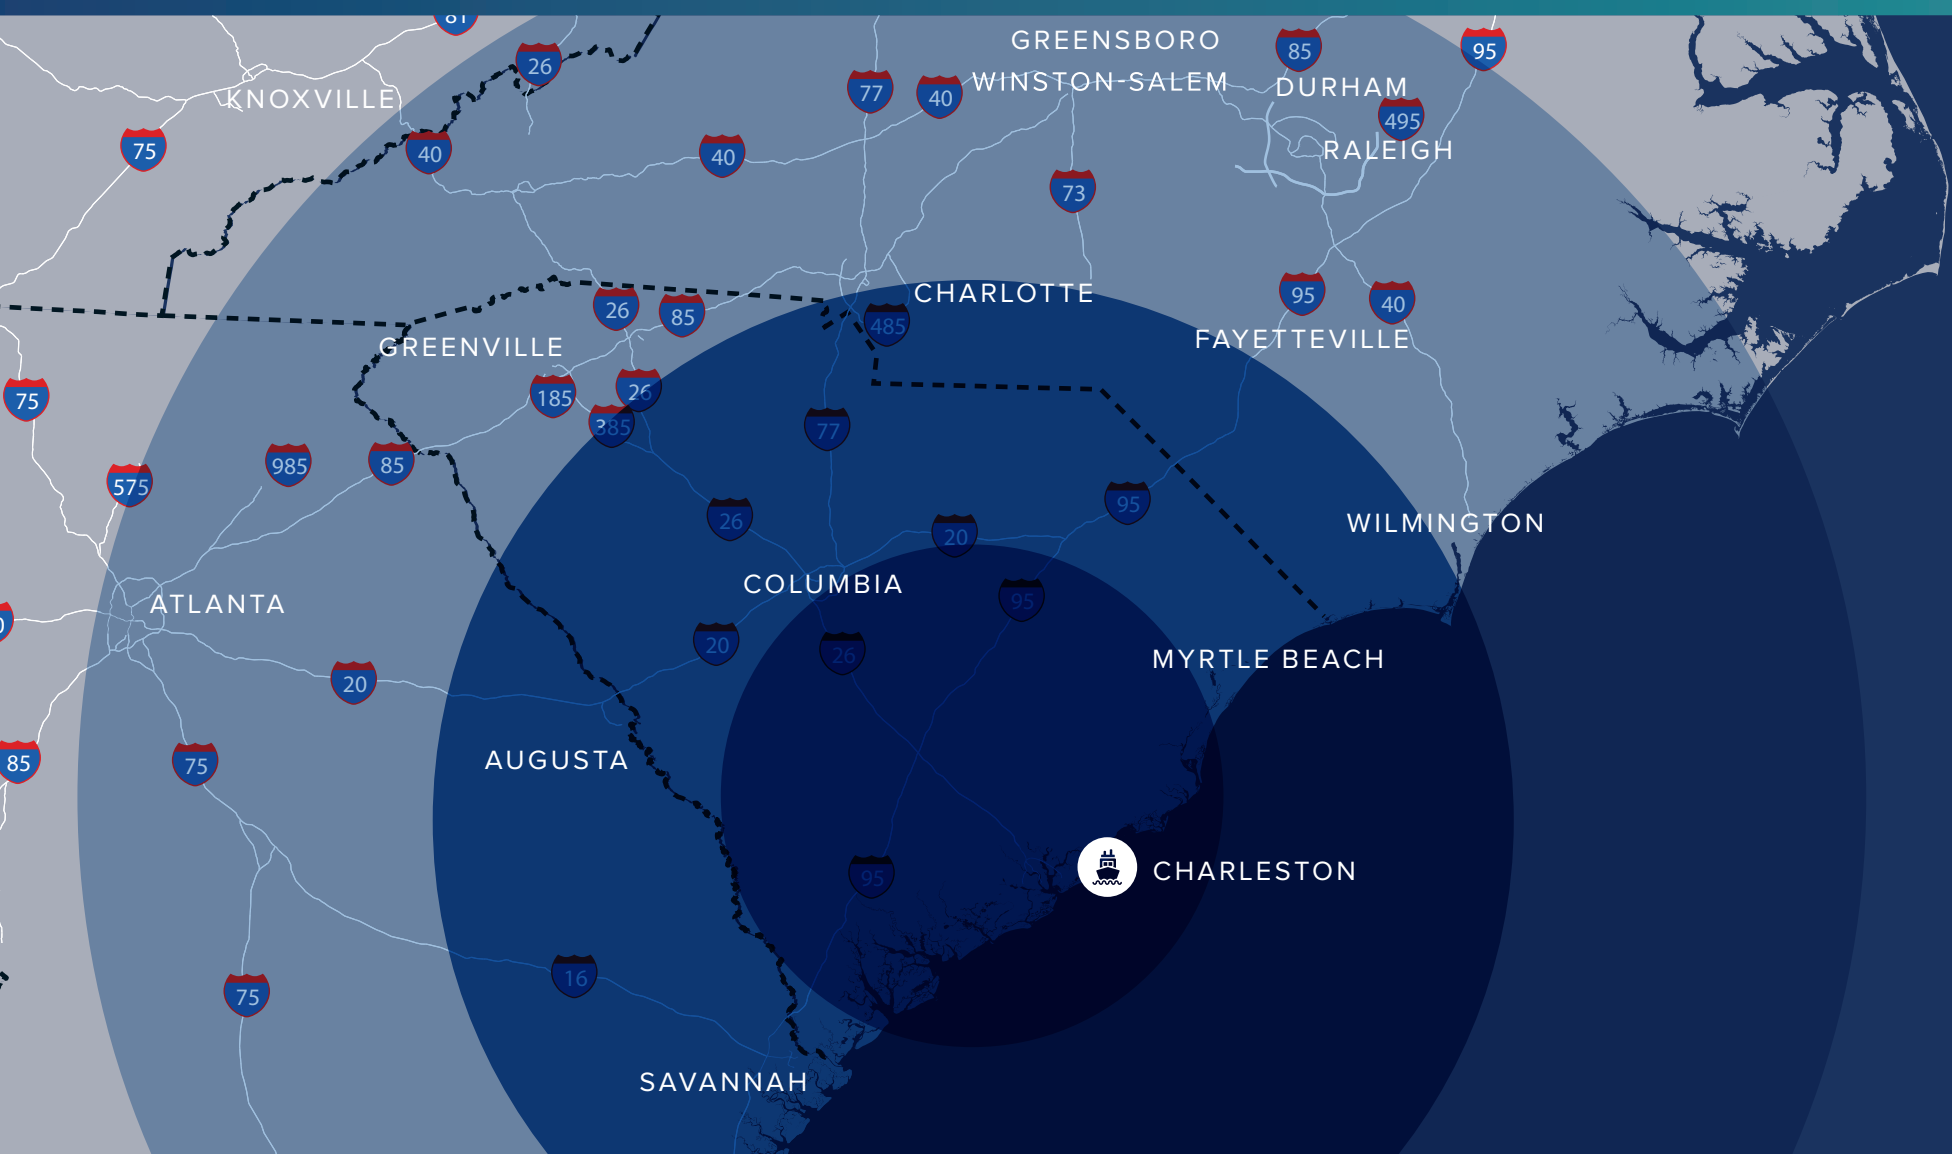 81
GREENSBORO
85
95
26
WINSTON-SALEM
DURHAM
77
40
KNOXVILLE
495
75
40
40
RALEIGH
73
CHARLOTTE
95
40
26
85
485
FAYETTEVILLE
GREENVILLE
75
185
26
385
77
985
85
575
95
26
20
WILMINGTON
COLUMBIA
95
ATLANTA
0
20
26
MYRTLE BEACH
20
AUGUSTA
85
75
CHARLESTON
95
16
75
SAVANNAH